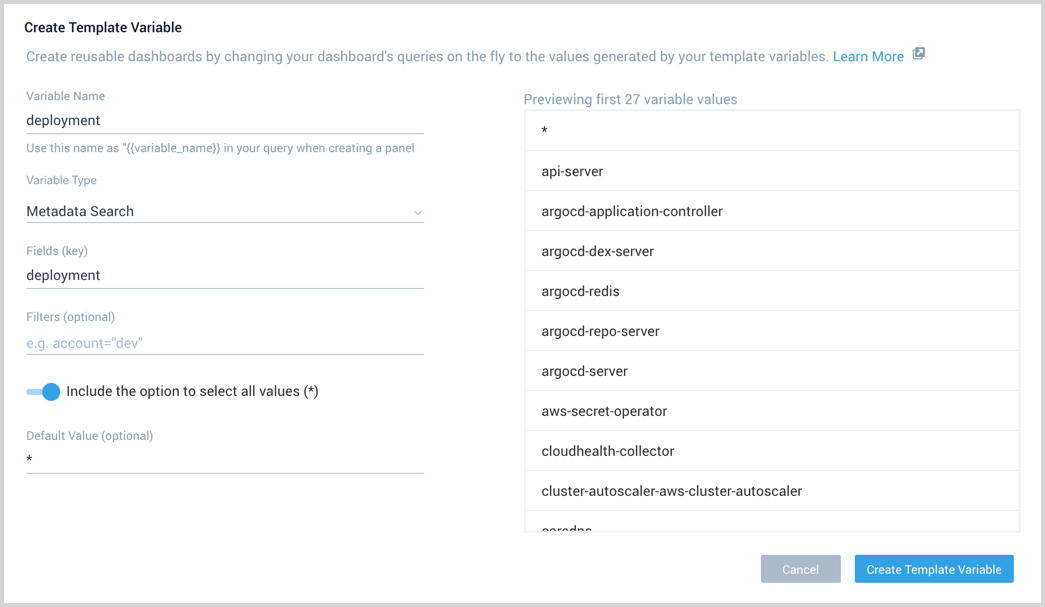 Create Template Variable
Create reusable dashboards by changing your dashboard's queries on the fly to the values generated by your template variables. Learn More
Variable Name
deployment
Use this name as "{{variable_name}} in your query when creating a panel
Variable Type
Metadata Search
Fields (key)
deployment
Filters (optional)
e.g. account="dev"
Include the option to select all values (*)
Default Value (optional)
*
Previewing first 27 variable values
*
api-server
argocd-application-controller
argocd-dex-server
argocd-redis
argocd-repo-server
argocd-server
aws-secret-operator
cloudhealth-collector
cluster-autoscaler-aws-cluster-autoscaler
coredns
Cancel
Create Template Variable